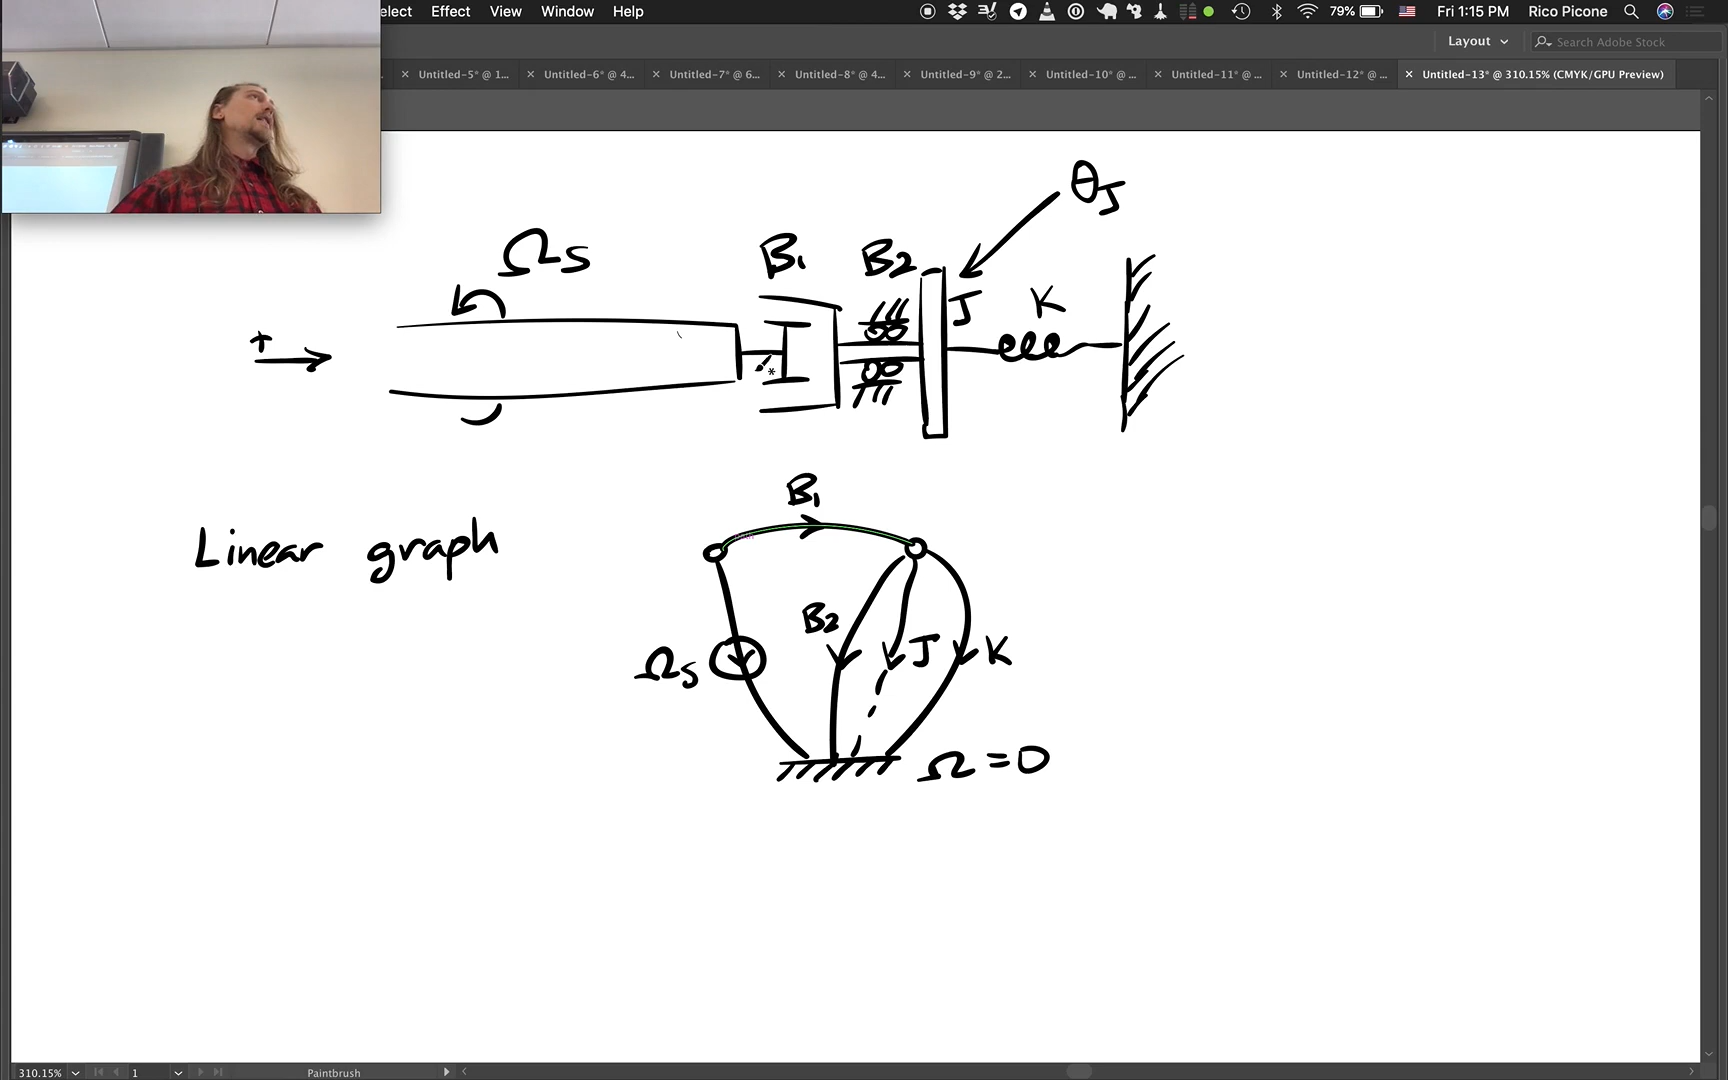 elect Effect View Window Help 79% Fri 1:15 PM Rico Picone
Layout Search Adobe Stock
Untitled-5* @ 1... Untitled-6* @ 4... Untitled-7* @ 6... Untitled-8* @ 4... Untitled-9* @ 2... Untitled-10* @ ... Untitled-11* @ ... Untitled-12* @ ... Untitled-13* @ 310.15% (CMYK/GPU Preview)
θJ
Ωs B1 B2 J K
+
Linear graph
B1
Ωs B2 J K
Ω = 0
310.15% 1 Paintbrush